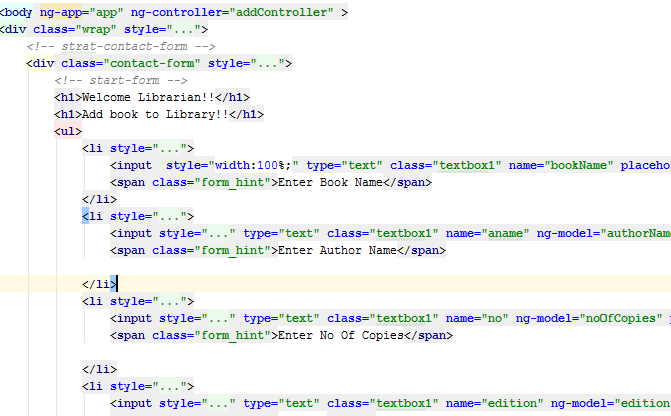 <body ng-app="app" ng-controller="addController" >
<div class="wrap" style="...">
<!-- strat-contact-form -->
<div class="contact-form" style="...">
<!-- start-form -->
<h1>Welcome Librarian!!</h1>
<h1>Add book to Library!!</h1>
<ul>
<li style="...">
<input  style="width:100%;" type="text" class="textbox1" name="bookName" placeho
<span class="form_hint">Enter Book Name</span>
</li>
<li style="...">
<input style="..." type="text" class="textbox1" name="aname" ng-model="authorNam
<span class="form_hint">Enter Author Name</span>
</li>
<li style="...">
<input style="..." type="text" class="textbox1" name="no" ng-model="noOfCopies" p
<span class="form_hint">Enter No Of Copies</span>
</li>
<li style="...">
<input style="..." type="text" class="textbox1" name="edition" ng-model="edition